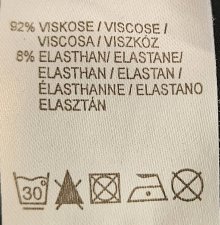 92% VISKOSE / VISCOSE /
VISCOSA / VISZKÓZ
8% ELASTHAN / ELASTANE /
ELASTHAN / ELASTAN /
ÉLASTHANNE / ELASTANO
ELASZTÁN
30